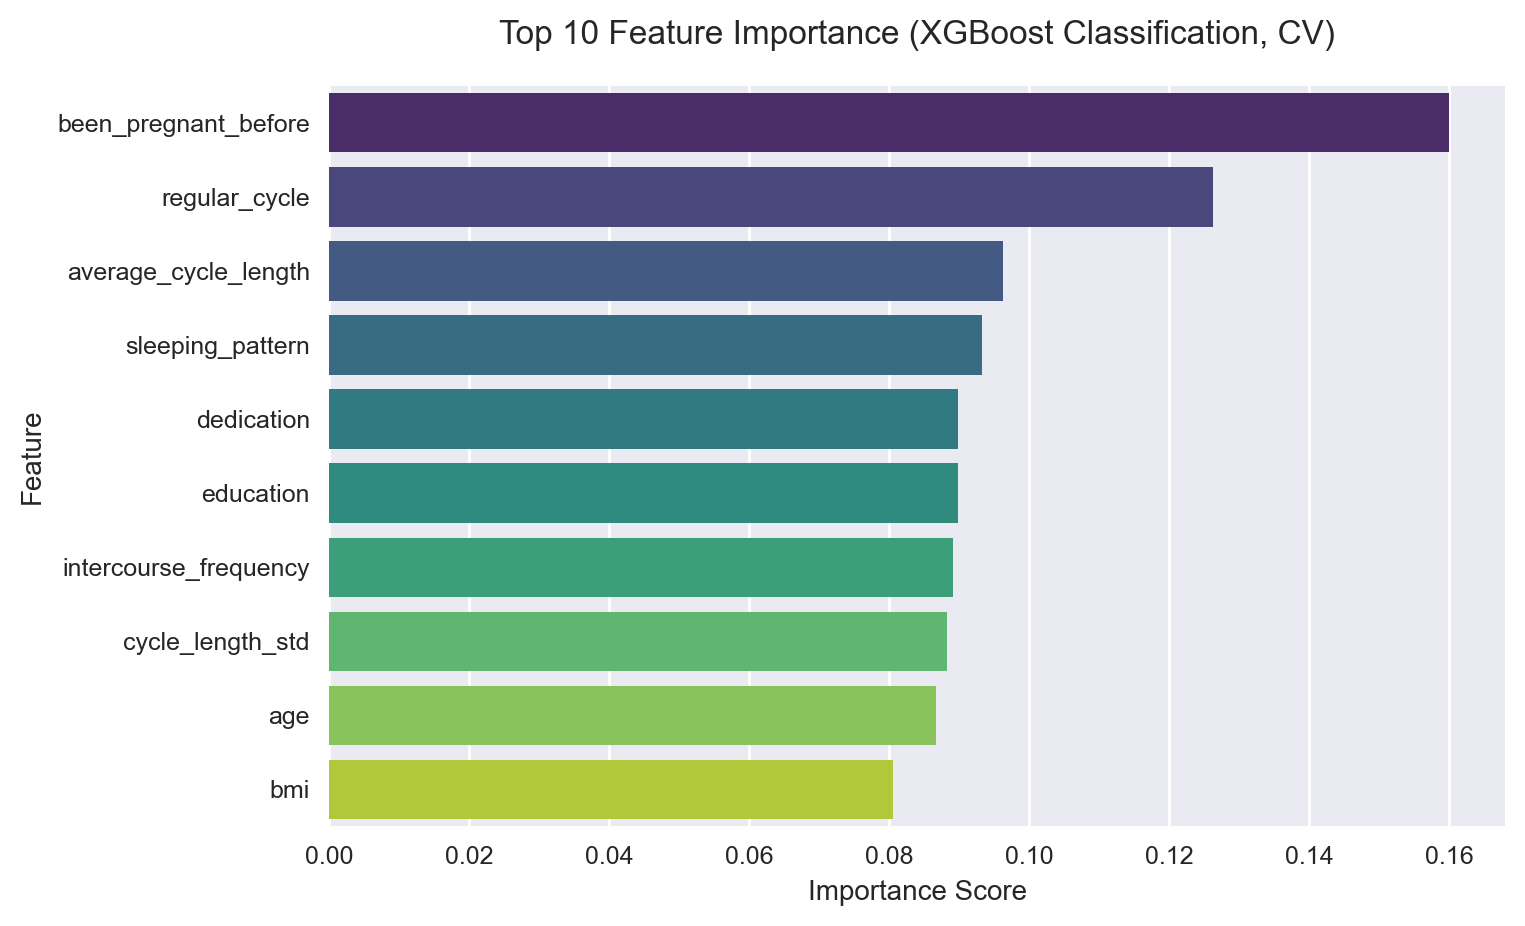 Top 10 Feature Importance (XGBoost Classification, CV)
Feature
been_pregnant_before
regular_cycle
average_cycle_length
sleeping_pattern
dedication
education
intercourse_frequency
cycle_length_std
age
bmi
0.00 0.02 0.04 0.06 0.08 0.10 0.12 0.14 0.16
Importance Score